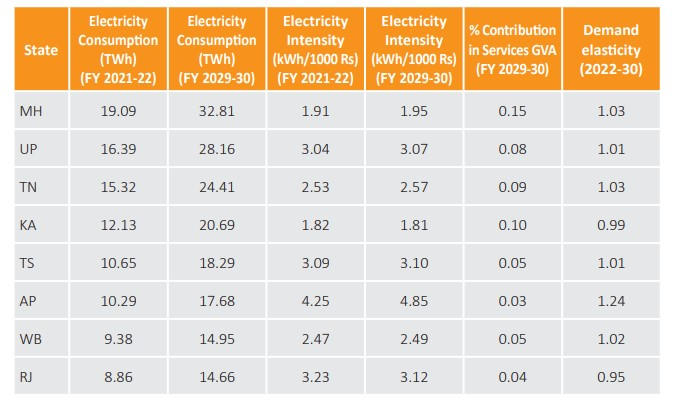 State | Electricity Consumption (TWh) (FY 2021-22) | Electricity Consumption (TWh) (FY 2029-30) | Electricity Intensity (kWh/1000 Rs) (FY 2021-22) | Electricity Intensity (kWh/1000 Rs) (FY 2029-30) | % Contribution in Services GVA (FY 2029-30) | Demand elasticity (2022-30)
MH | 19.09 | 32.81 | 1.91 | 1.95 | 0.15 | 1.03
UP | 16.39 | 28.16 | 3.04 | 3.07 | 0.08 | 1.01
TN | 15.32 | 24.41 | 2.53 | 2.57 | 0.09 | 1.03
KA | 12.13 | 20.69 | 1.82 | 1.81 | 0.10 | 0.99
TS | 10.65 | 18.29 | 3.09 | 3.10 | 0.05 | 1.01
AP | 10.29 | 17.68 | 4.25 | 4.85 | 0.03 | 1.24
WB | 9.38 | 14.95 | 2.47 | 2.49 | 0.05 | 1.02
RJ | 8.86 | 14.66 | 3.23 | 3.12 | 0.04 | 0.95